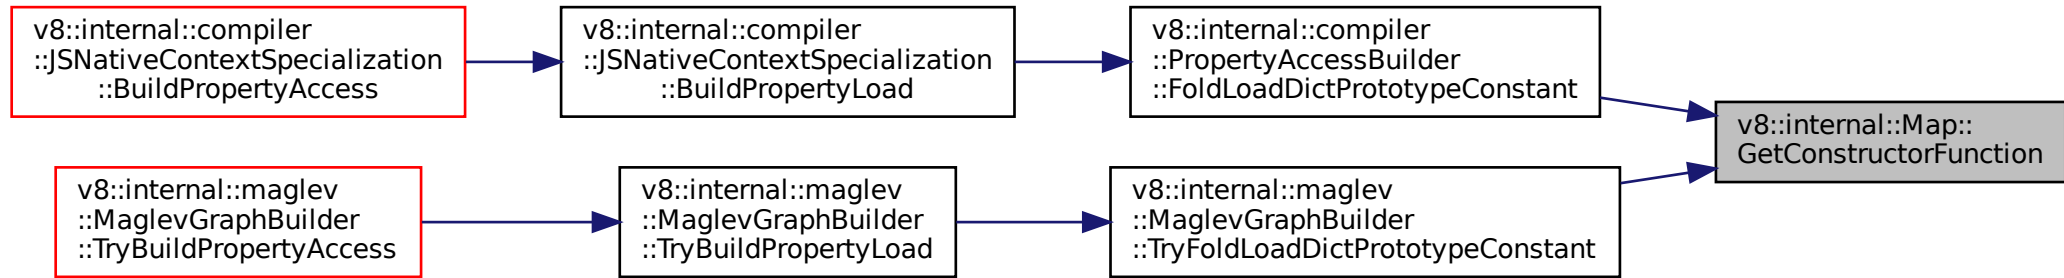 v8::internal::compiler
::JSNativeContextSpecialization
::BuildPropertyAccess
v8::internal::compiler
::JSNativeContextSpecialization
::BuildPropertyLoad
v8::internal::compiler
::PropertyAccessBuilder
::FoldLoadDictPrototypeConstant
v8::internal::Map::
GetConstructorFunction
v8::internal::maglev
::MaglevGraphBuilder
::TryBuildPropertyAccess
v8::internal::maglev
::MaglevGraphBuilder
::TryBuildPropertyLoad
v8::internal::maglev
::MaglevGraphBuilder
::TryFoldLoadDictPrototypeConstant